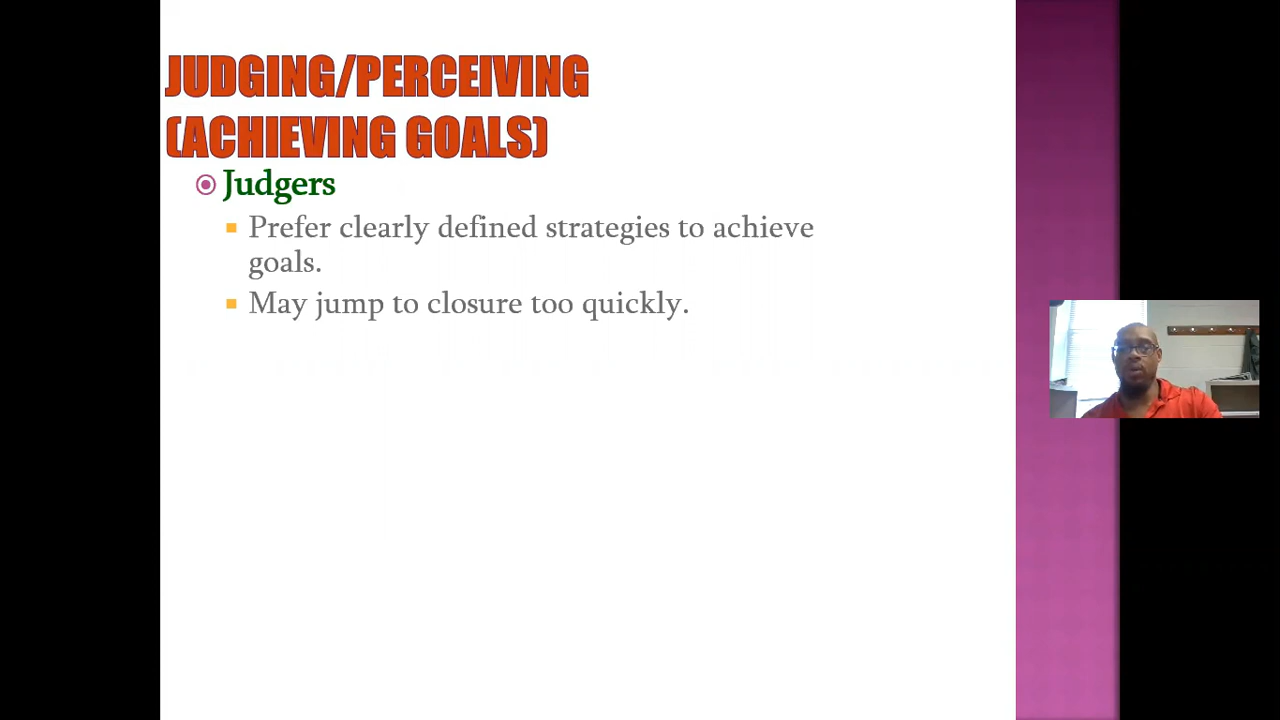 JUDGING/PERCEIVING
(ACHIEVING GOALS)
Judgers
Prefer clearly defined strategies to achieve
goals.
May jump to closure too quickly.